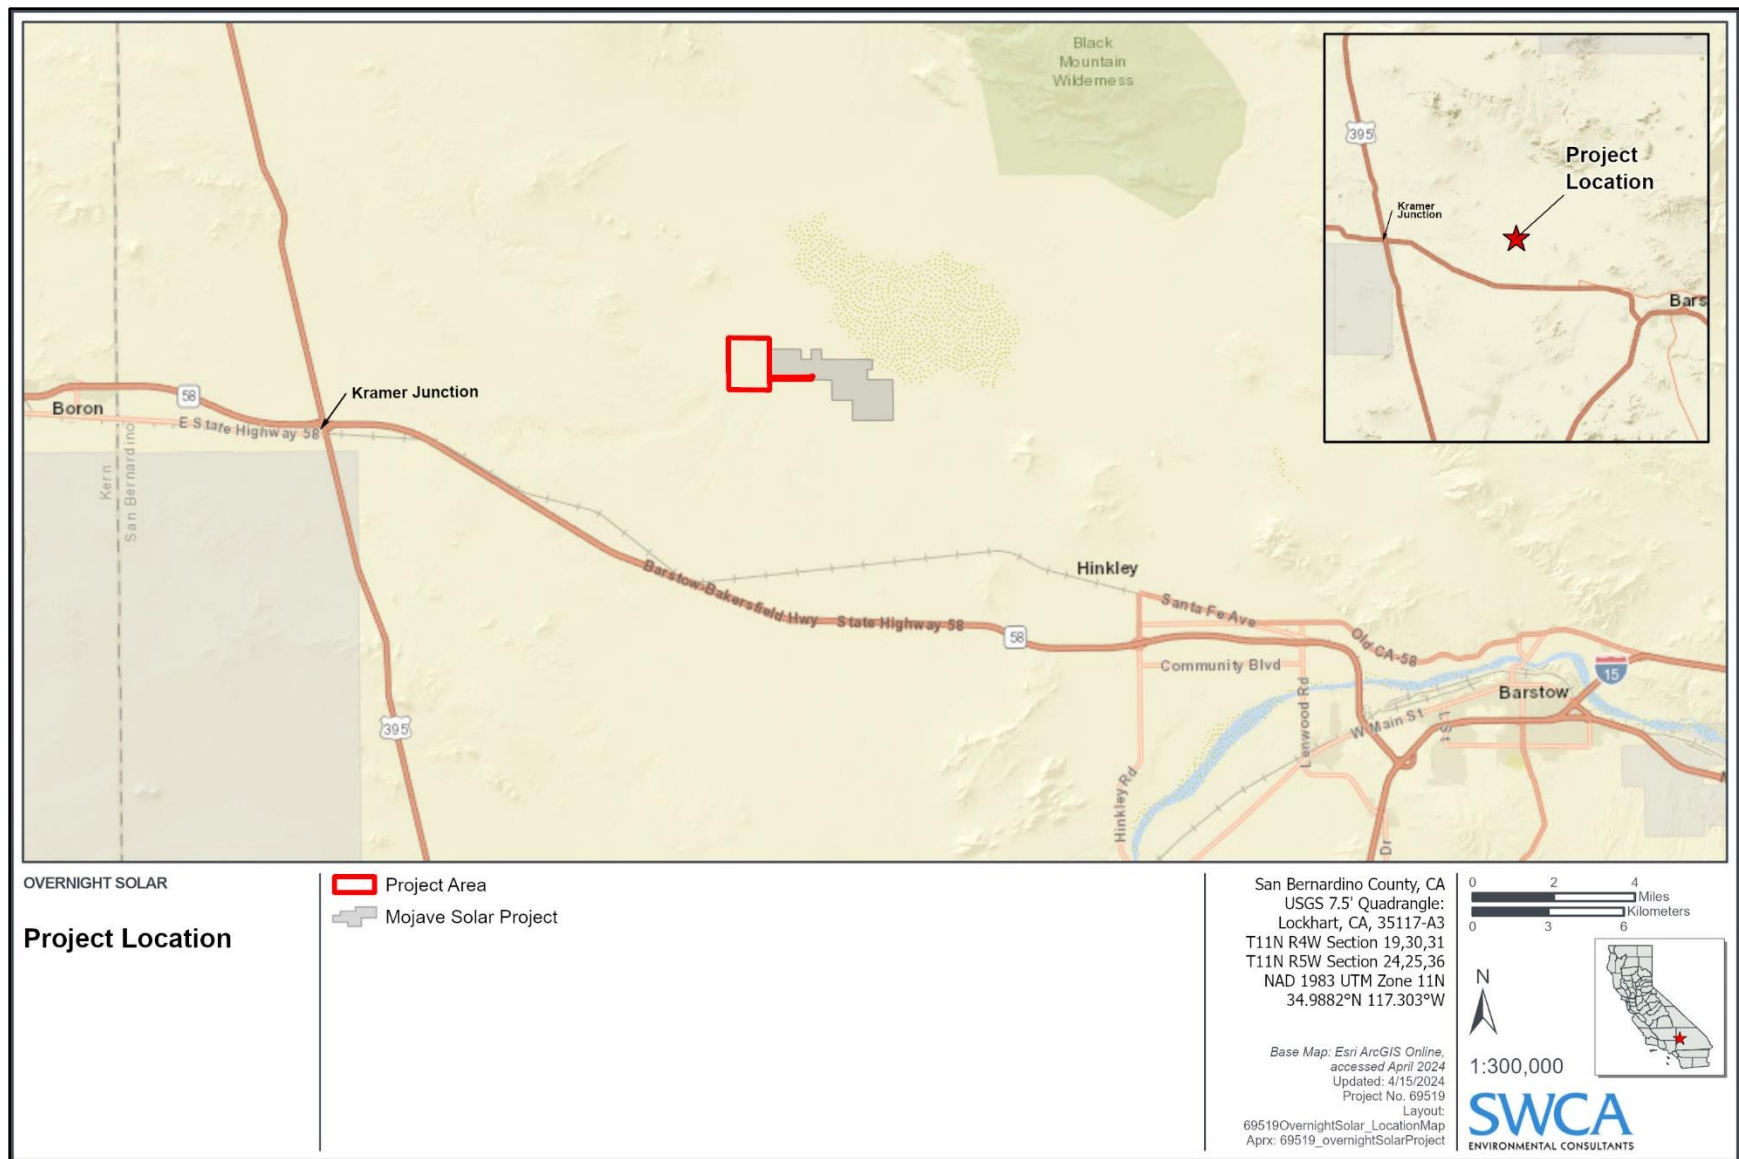 Black
Mountain
Wilderness
395
Project
Location
Kramer
Junction
Bars
58
Kramer Junction
Boron
E State Highway 58
Kern
San Bernardino
Barstow-Bakersfield Hwy
State Highway 58
58
Hinkley
Santa Fe Ave
Old CA-58
Community Blvd
15
Barstow
Lenwood Rd
W Main St
L St
395
Hinkley Rd
Dr
OVERNIGHT SOLAR
Project Location
Project Area
Mojave Solar Project
San Bernardino County, CA
USGS 7.5' Quadrangle:
Lockhart, CA, 35117-A3
T11N R4W Section 19,30,31
T11N R5W Section 24,25,36
NAD 1983 UTM Zone 11N
34.9882°N 117.303°W
Base Map: Esri ArcGIS Online,
accessed April 2024
Updated: 4/15/2024
Project No. 69519
Layout:
69519OvernightSolar_LocationMap
Aprx: 69519_overnightSolarProject
0 2 4
Miles
Kilometers
0 3 6
N
1:300,000
SWCA
ENVIRONMENTAL CONSULTANTS